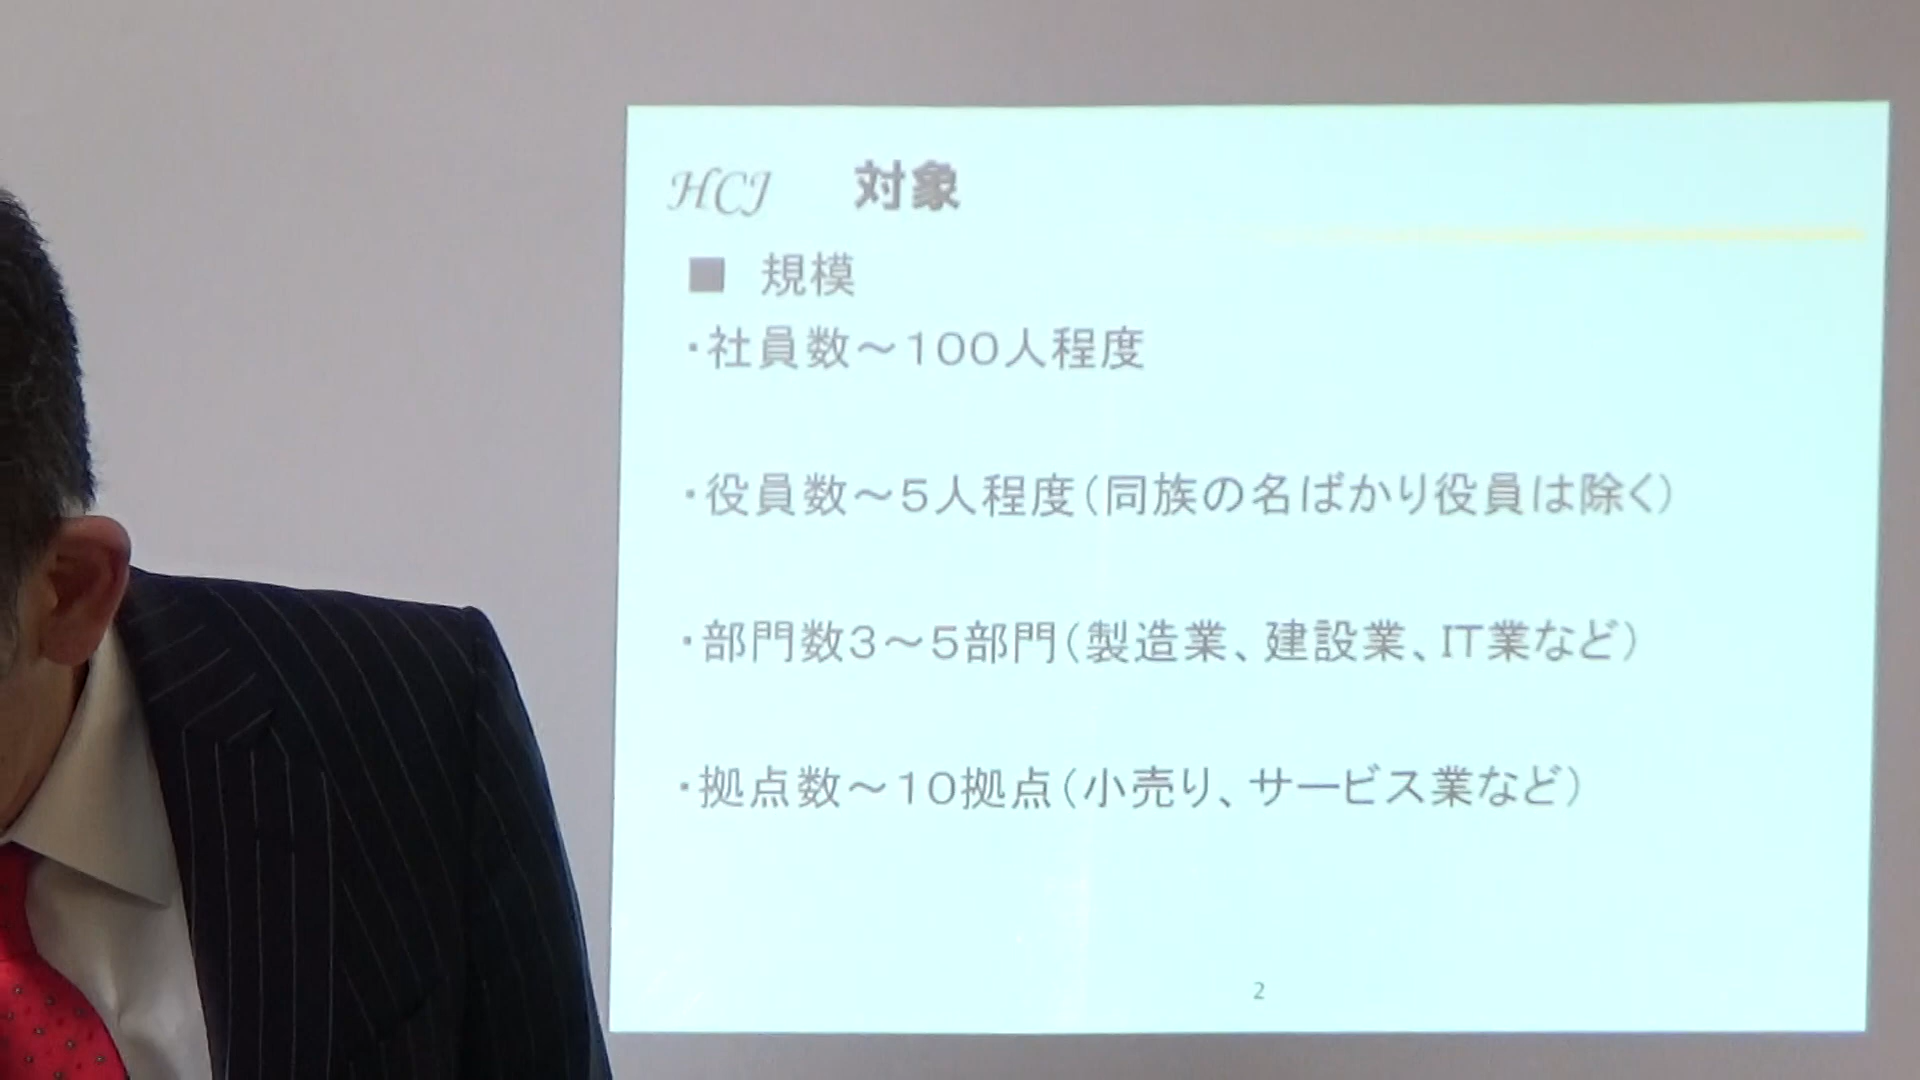 HCJ 対象
■ 規模
・社員数～１００人程度
・役員数～５人程度（同族の名ばかり役員は除く）
・部門数３～５部門（製造業、建設業、IT業など）
・拠点数～１０拠点（小売り、サービス業など）
2